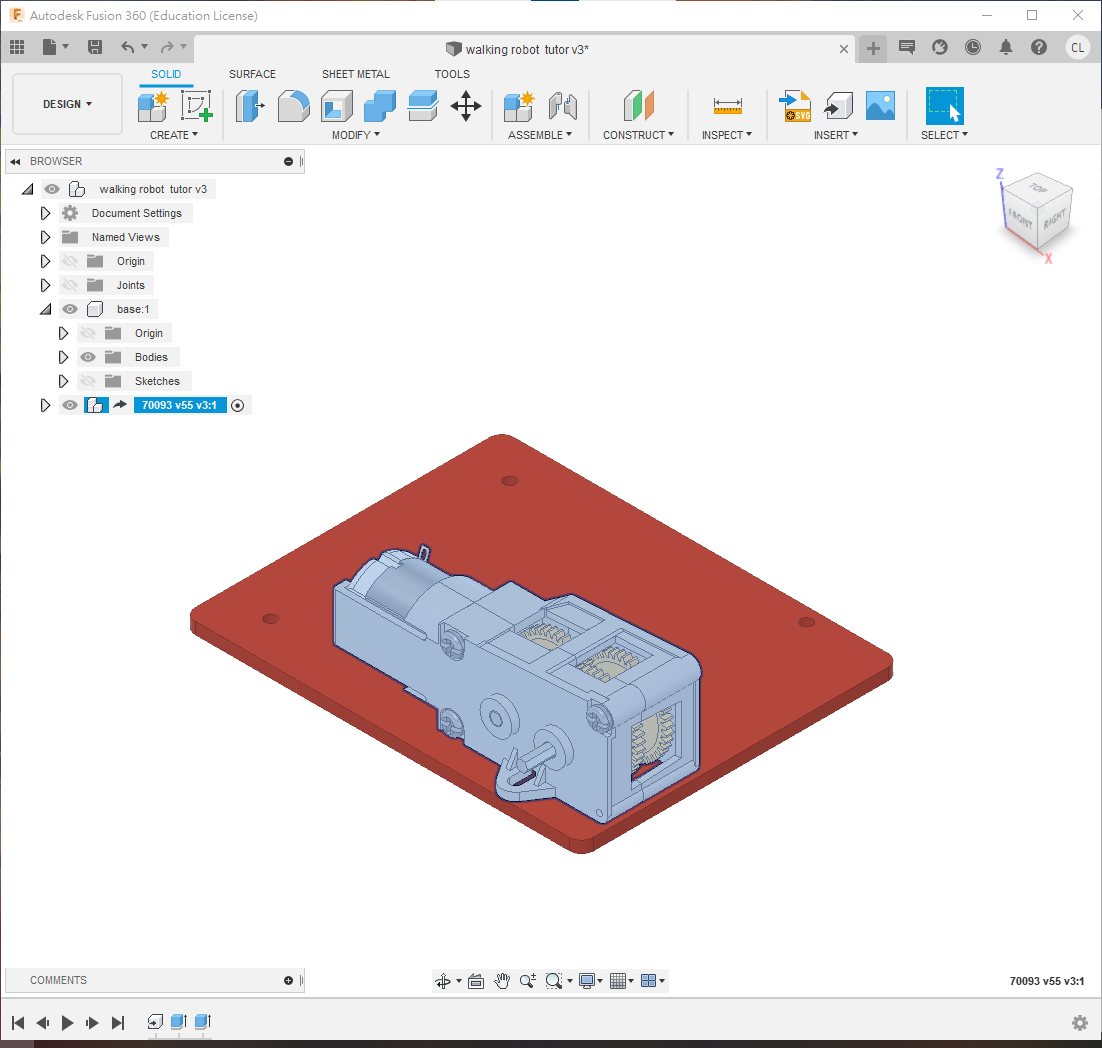 Autodesk Fusion 360 (Education License)
walking robot tutor v3*
CL
DESIGN
SOLID
SURFACE
SHEET METAL
TOOLS
CREATE
MODIFY
ASSEMBLE
CONSTRUCT
INSPECT
SVG
INSERT
SELECT
BROWSER
walking robot tutor v3
Document Settings
Named Views
Origin
Joints
base:1
Origin
Bodies
Sketches
70093 v55 v3:1
Z
TOP
FRONT
RIGHT
X
COMMENTS
70093 v55 v3:1